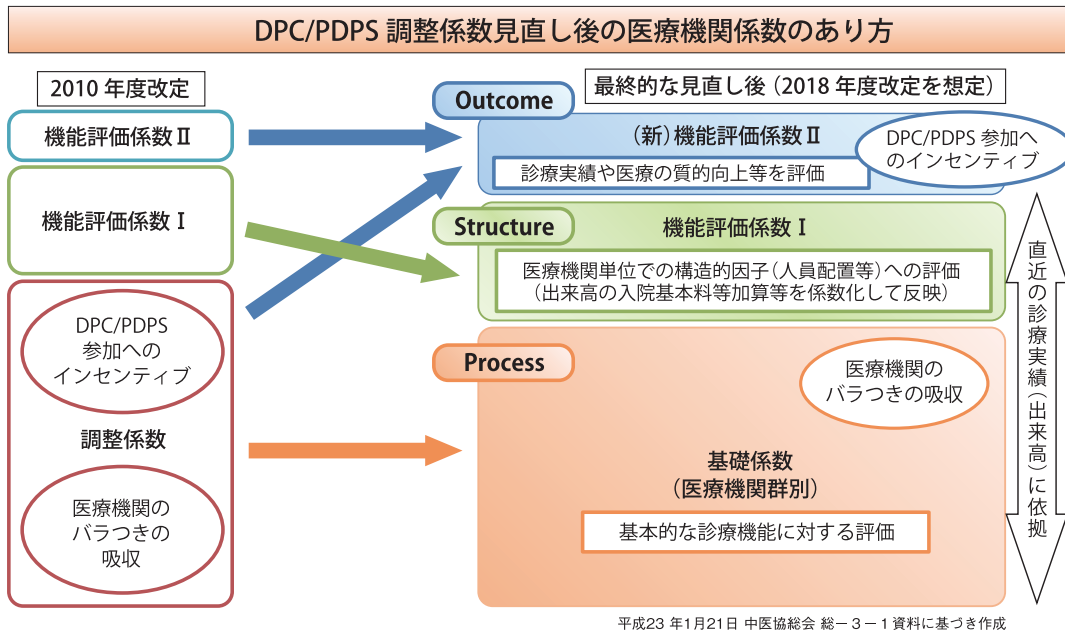 DPC/PDPS 調整係数見直し後の医療機関係数のあり方
2010 年度改定
機能評価係数 Ⅱ
機能評価係数 Ⅰ
DPC/PDPS
参加への
インセンティブ
調整係数
医療機関の
バラつきの
吸収
最終的な見直し後（2018 年度改定を想定）
Outcome
（新）機能評価係数 Ⅱ
診療実績や医療の質的向上等を評価
DPC/PDPS 参加へ
のインセンティブ
Structure
機能評価係数 Ⅰ
医療機関単位での構造的因子（人員配置等）への評価
（出来高の入院基本料等加算等を係数化して反映）
Process
医療機関の
バラつきの吸収
基礎係数
（医療機関群別）
基本的な診療機能に対する評価
直近の診療実績（出来高）に依拠
平成23 年1月21日 中医協総会 総－３－１資料に基づき作成